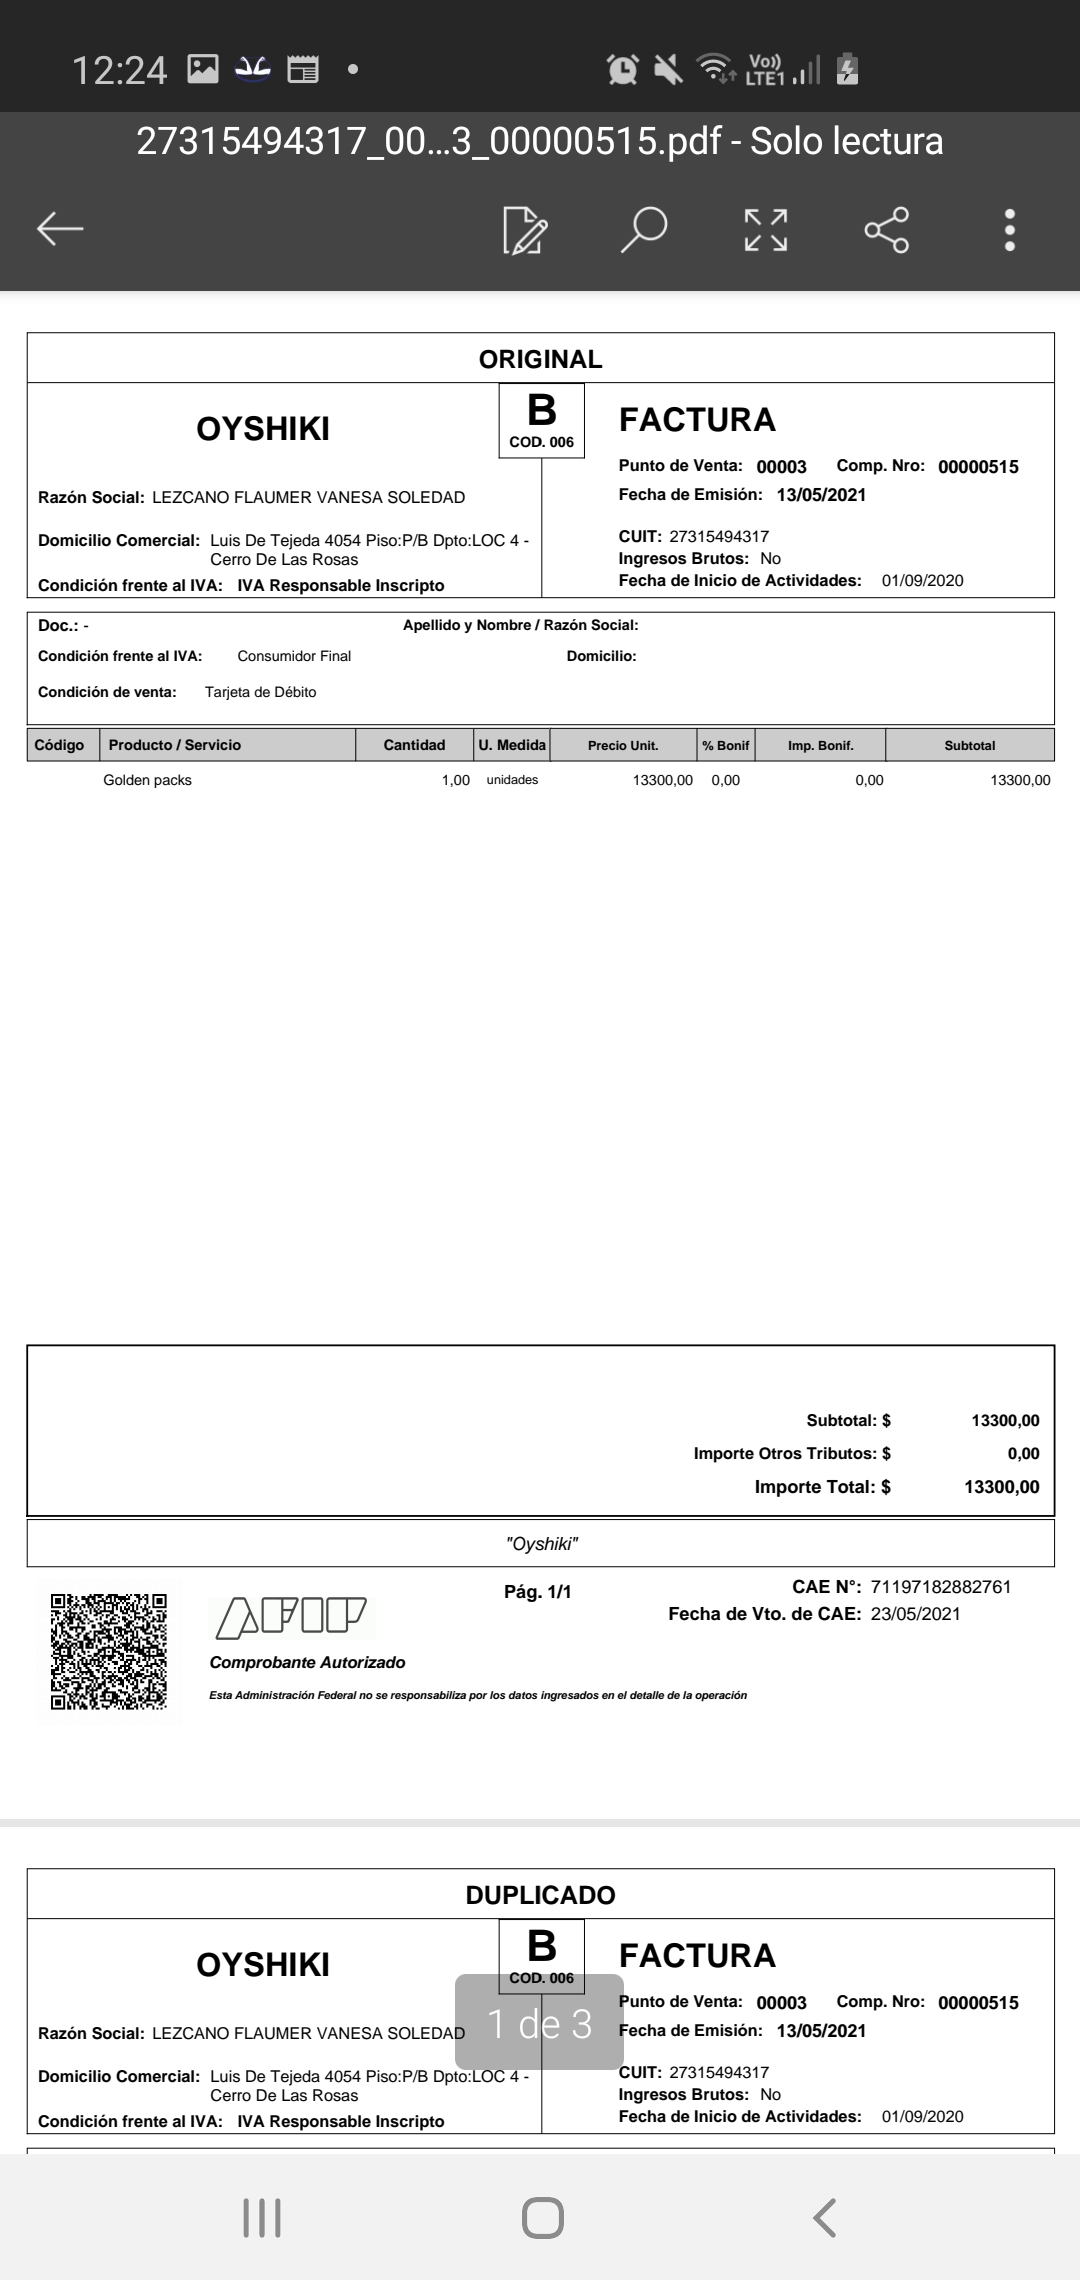 12:24
Vo))
LTE1
27315494317_00...3_00000515.pdf - Solo lectura
ORIGINAL
OYSHIKI
B
COD. 006
FACTURA
Punto de Venta: 00003 Comp. Nro: 00000515
Razón Social: LEZCANO FLAUMER VANESA SOLEDAD
Fecha de Emisión: 13/05/2021
Domicilio Comercial: Luis De Tejeda 4054 Piso:P/B Dpto:LOC 4 -
Cerro De Las Rosas
CUIT: 27315494317
Ingresos Brutos: No
Condición frente al IVA: IVA Responsable Inscripto
Fecha de Inicio de Actividades: 01/09/2020
Doc.: - Apellido y Nombre / Razón Social:
Condición frente al IVA: Consumidor Final Domicilio:
Condición de venta: Tarjeta de Débito
Código Producto / Servicio Cantidad U. Medida Precio Unit. % Bonif Imp. Bonif. Subtotal
Golden packs 1,00 unidades 13300,00 0,00 0,00 13300,00
Subtotal: $ 13300,00
Importe Otros Tributos: $ 0,00
Importe Total: $ 13300,00
"Oyshiki"
AFIP
Pág. 1/1
CAE N°: 71197182882761
Fecha de Vto. de CAE: 23/05/2021
Comprobante Autorizado
Esta Administración Federal no se responsabiliza por los datos ingresados en el detalle de la operación
DUPLICADO
OYSHIKI
B
COD. 006
FACTURA
Punto de Venta: 00003 Comp. Nro: 00000515
1 de 3
Razón Social: LEZCANO FLAUMER VANESA SOLEDAD
Fecha de Emisión: 13/05/2021
Domicilio Comercial: Luis De Tejeda 4054 Piso:P/B Dpto:LOC 4 -
Cerro De Las Rosas
CUIT: 27315494317
Ingresos Brutos: No
Condición frente al IVA: IVA Responsable Inscripto
Fecha de Inicio de Actividades: 01/09/2020